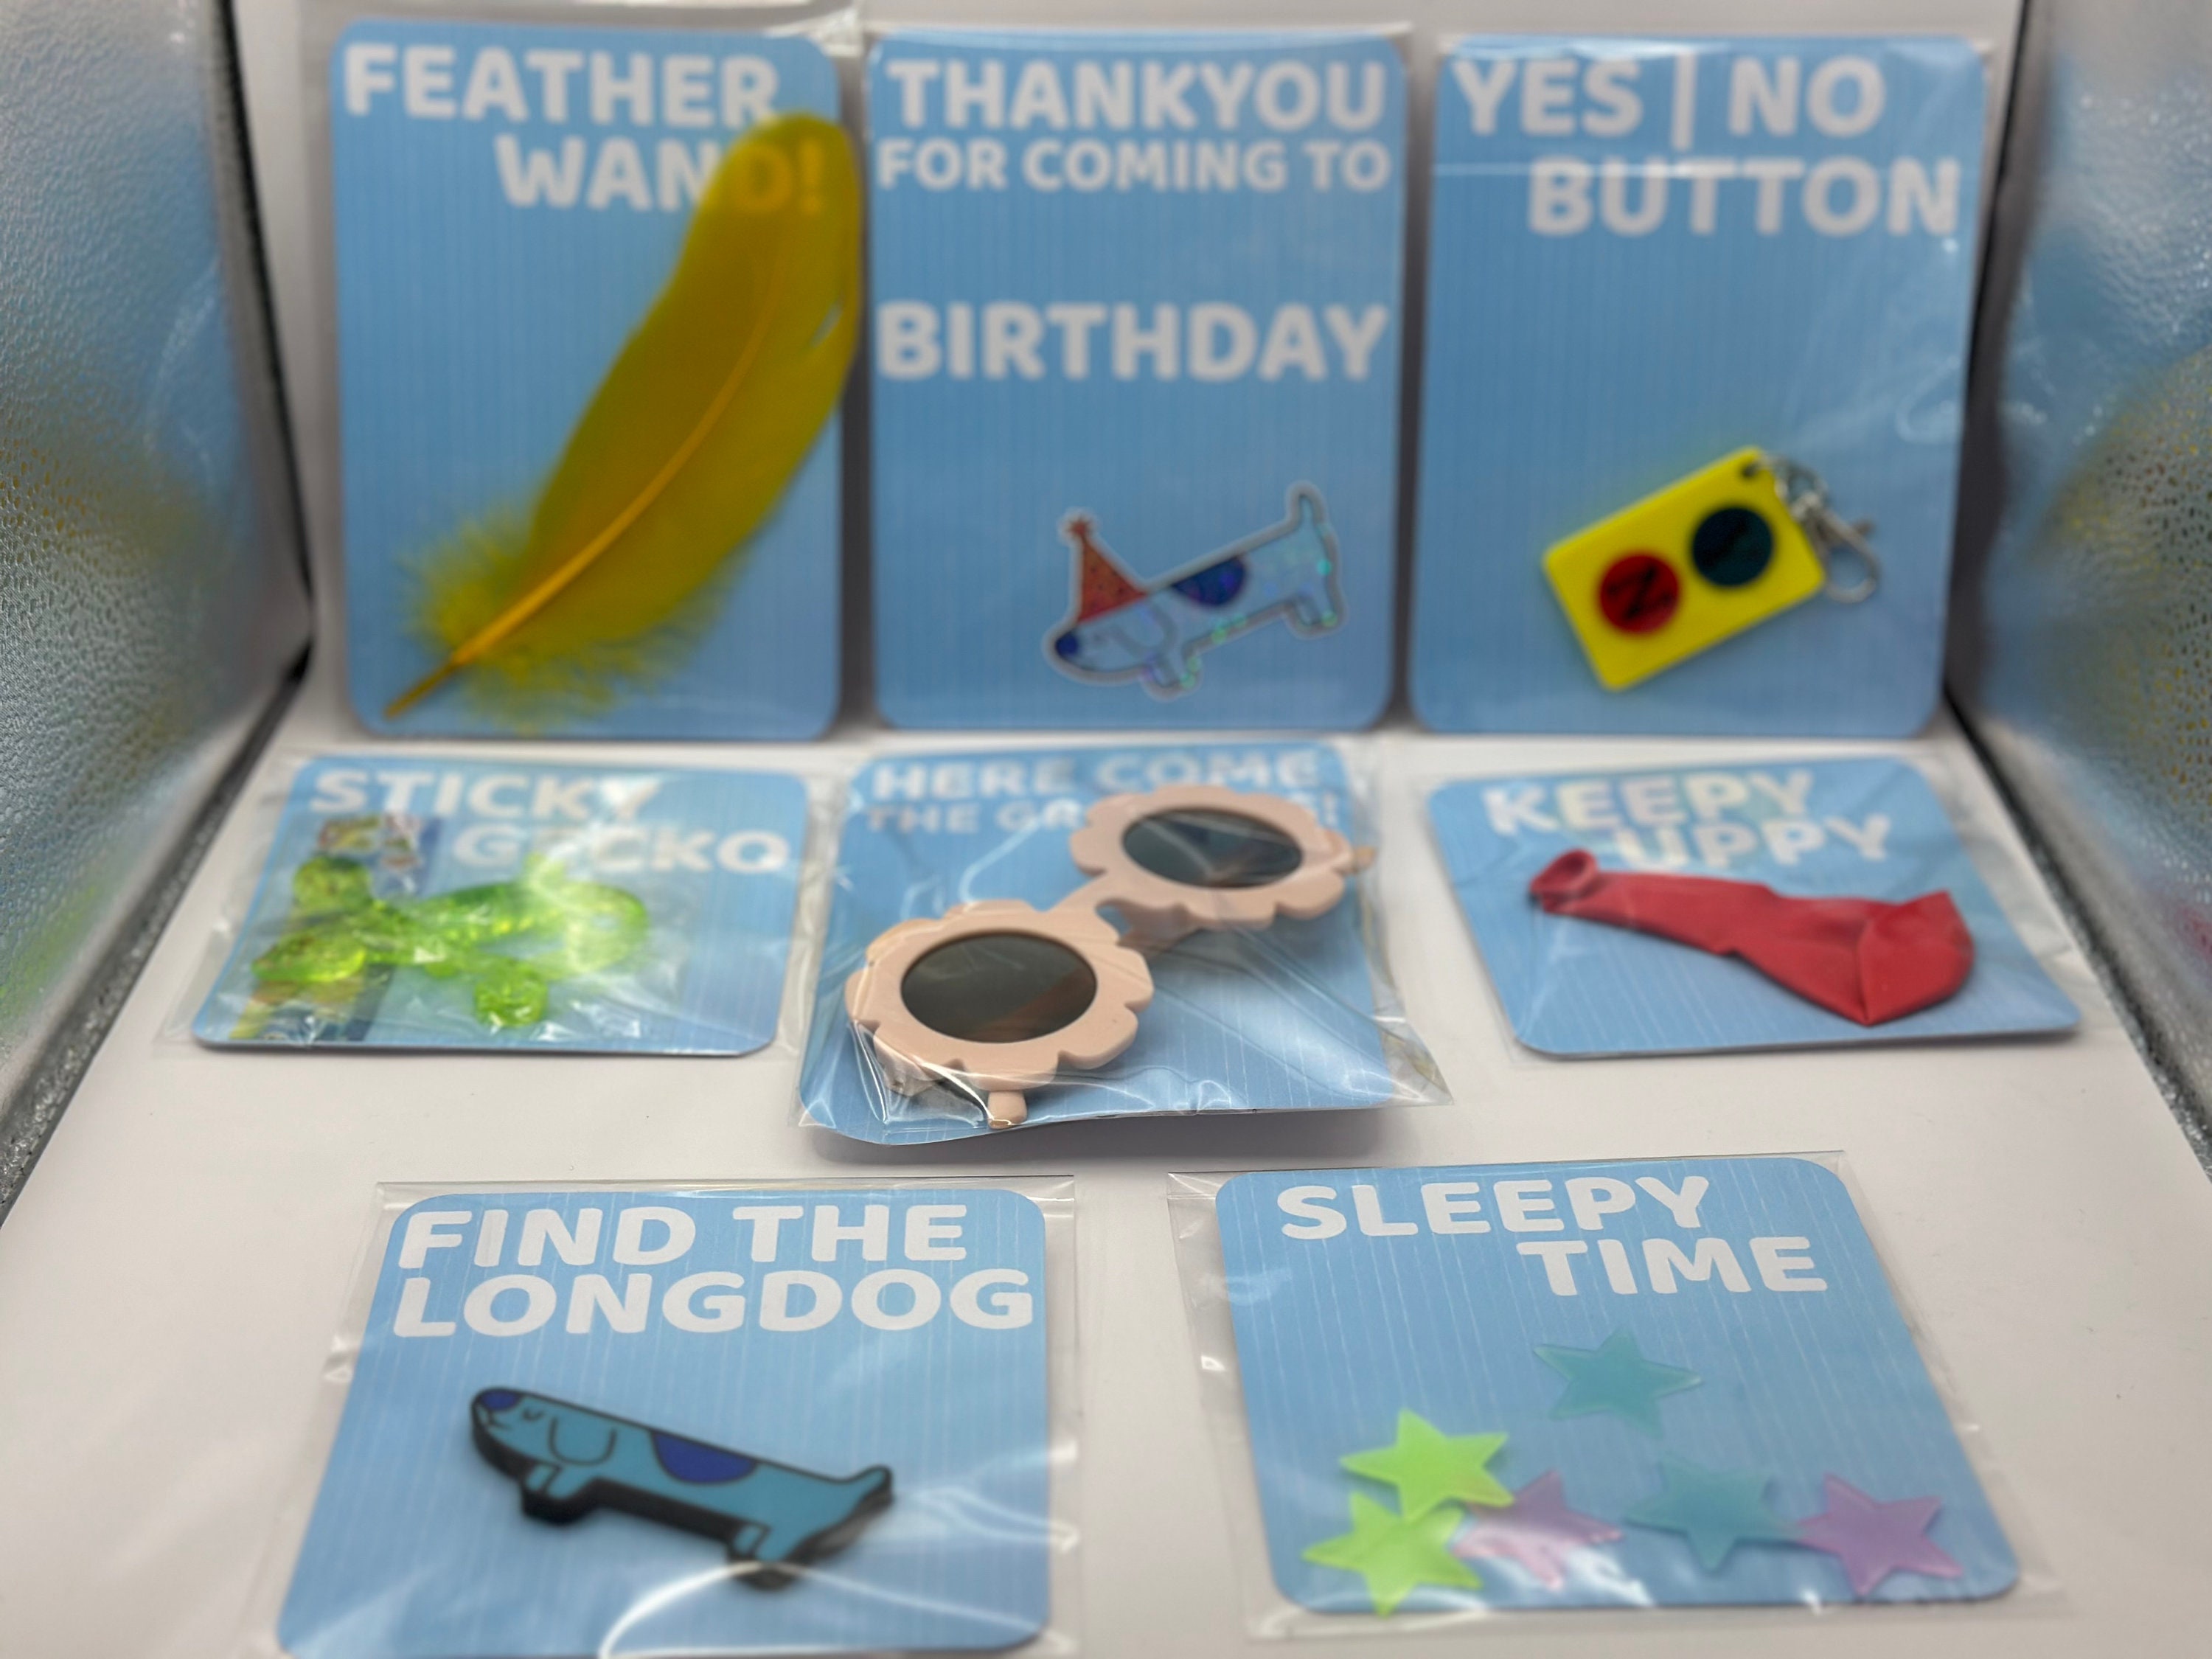 FEATHER
WAND!
THANKYOU
FOR COMING TO
BIRTHDAY
YES | NO
BUTTON
N
STICKY
GECKO
HERE COME
THE
KEEPY
UPPY
FIND THE
LONGDOG
SLEEPY
TIME